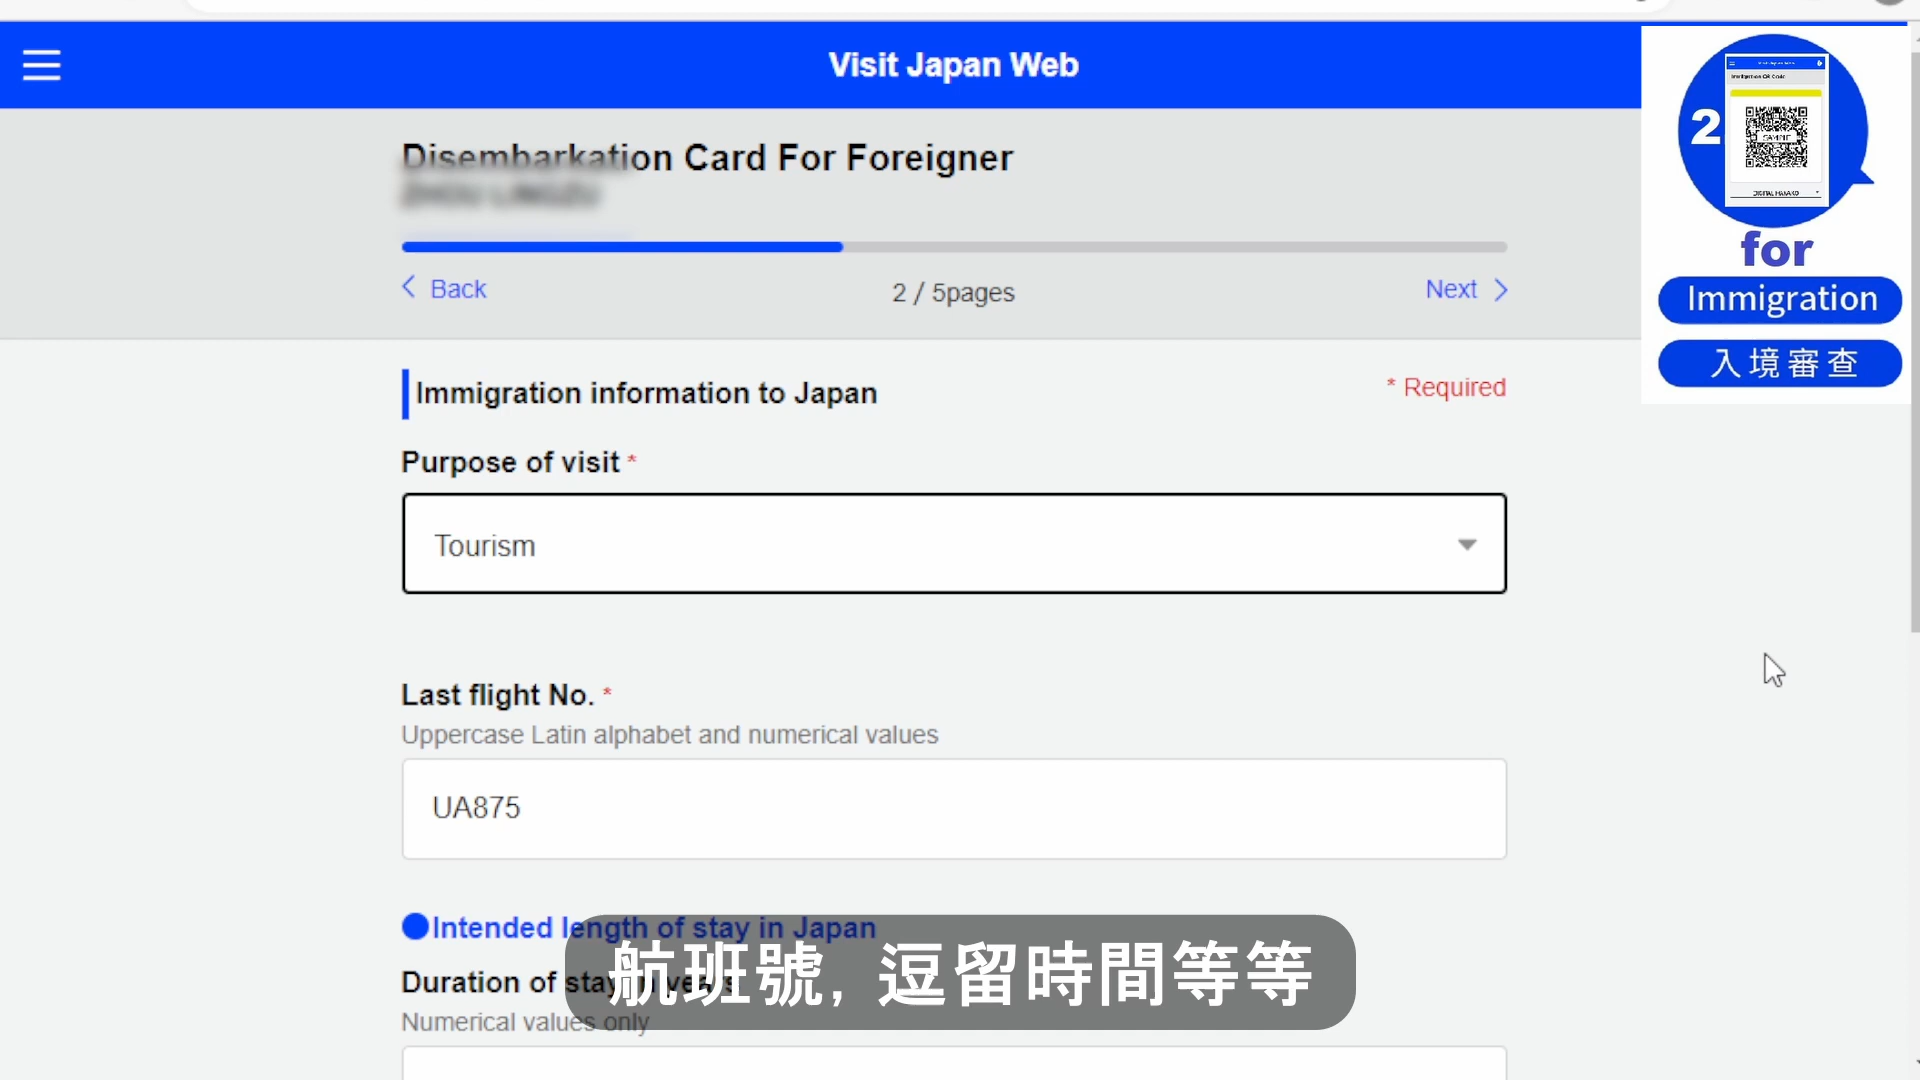 Visit Japan Web
Disembarkation Card For Foreigner
Back
2 / 5pages
Next
Immigration information to Japan
* Required
Purpose of visit *
Tourism
Last flight No. *
Uppercase Latin alphabet and numerical values
UA875
Intended length of stay in Japan
Duration of stay in years
Numerical values only
航班號, 逗留時間等等
2
SAMPLE
for
Immigration
入境審查